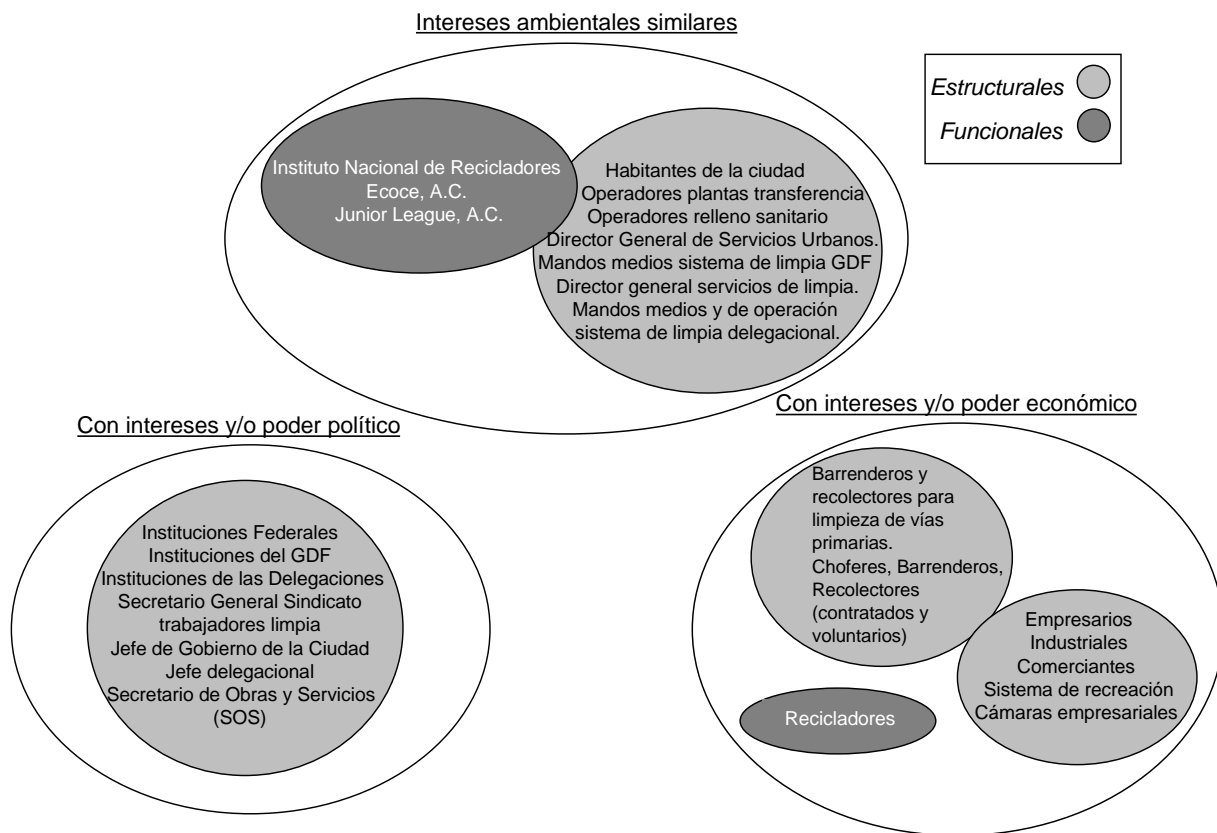 Intereses ambientales similares
Estructurales
Funcionales
Instituto Nacional de Recicladores
Ecoce, A.C.
Junior League, A.C.
Habitantes de la ciudad
Operadores plantas transferencia
Operadores relleno sanitario
Director General de Servicios Urbanos.
Mandos medios sistema de limpia GDF
Director general servicios de limpia.
Mandos medios y de operación
sistema de limpia delegacional.
Con intereses y/o poder político
Instituciones Federales
Instituciones del GDF
Instituciones de las Delegaciones
Secretario General Sindicato
trabajadores limpia
Jefe de Gobierno de la Ciudad
Jefe delegacional
Secretario de Obras y Servicios
(SOS)
Con intereses y/o poder económico
Barrenderos y
recolectores para
limpieza de vías
primarias.
Choferes, Barrenderos,
Recolectores
(contratados y
voluntarios)
Empresarios
Industriales
Comerciantes
Sistema de recreación
Cámaras empresariales
Recicladores